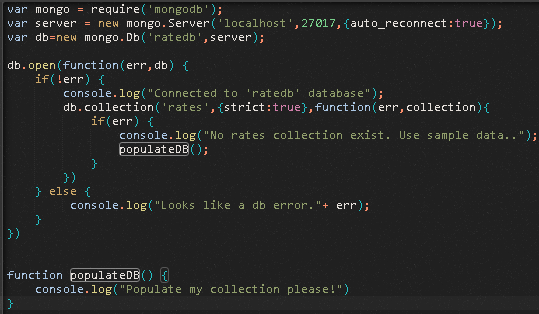 var mongo = require('mongodb');
var server = new mongo.Server('localhost',27017,{auto_reconnect:true});
var db=new mongo.Db('ratedb',server);
db.open(function(err,db) {
if(!err) {
console.log("Connected to 'ratedb' database");
db.collection('rates',{strict:true},function(err,collection){
if(err) {
console.log("No rates collection exist. Use sample data..");
populateDB();
}
})
} else {
console.log("Looks like a db error."+ err);
}
})
function populateDB() {
console.log("Populate my collection please!")
}